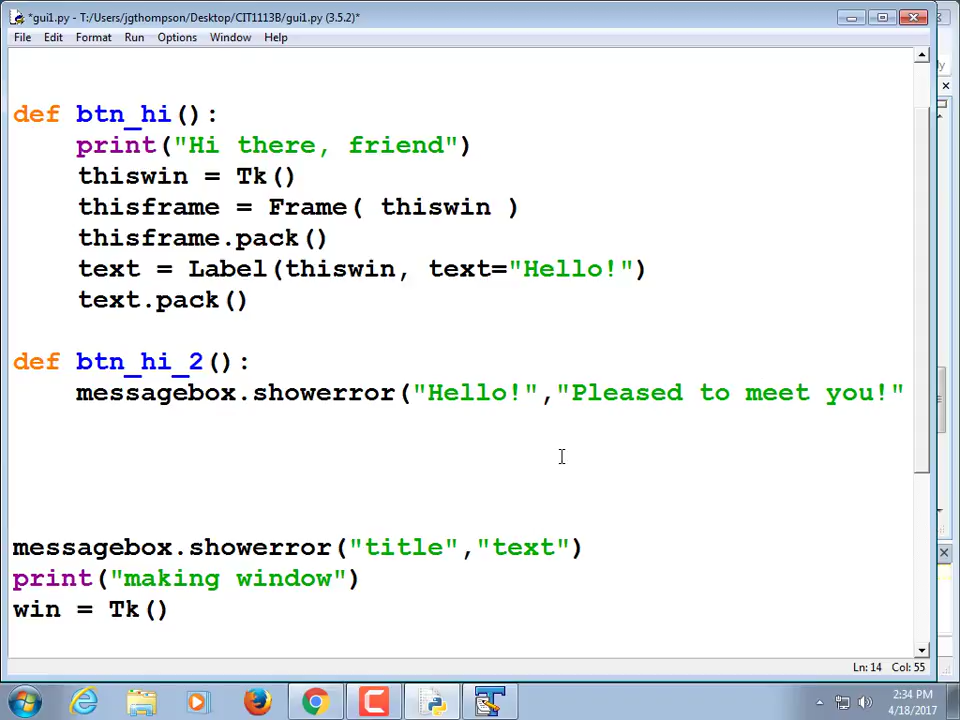 *gui1.py - T:/Users/jgthompson/Desktop/CIT1113B/gui1.py (3.5.2)*
File Edit Format Run Options Window Help
def btn_hi():
    print("Hi there, friend")
    thiswin = Tk()
    thisframe = Frame( thiswin )
    thisframe.pack()
    text = Label(thiswin, text="Hello!")
    text.pack()
def btn_hi_2():
    messagebox.showerror("Hello!","Pleased to meet you!"
messagebox.showerror("title","text")
print("making window")
win = Tk()
Ln: 14 Col: 55
2:34 PM
4/18/2017